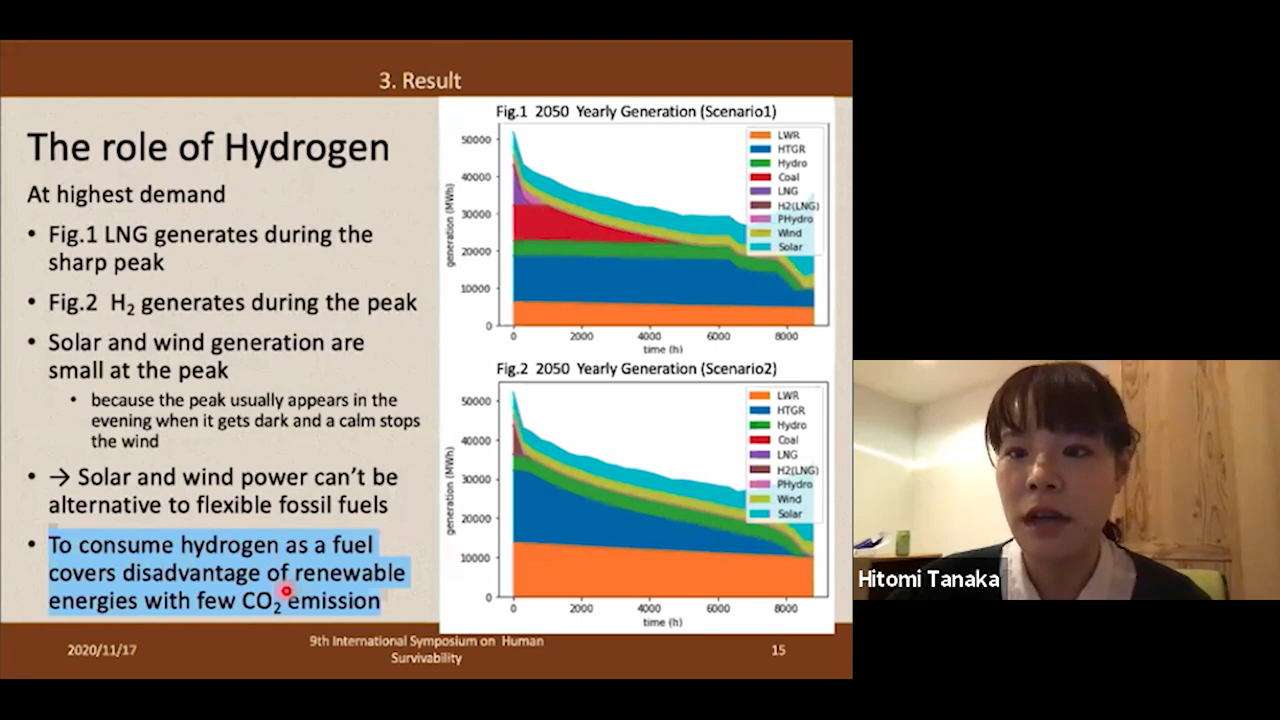 3. Result
The role of Hydrogen
At highest demand
• Fig.1 LNG generates during the
sharp peak
• Fig.2 H₂ generates during the peak
• Solar and wind generation are
small at the peak
• because the peak usually appears in the
evening when it gets dark and a calm stops
the wind
• → Solar and wind power can't be
alternative to flexible fossil fuels
• To consume hydrogen as a fuel
covers disadvantage of renewable
energies with few CO₂ emission
Fig.1 2050 Yearly Generation (Scenario1)
generation (MWh)
50000
40000
30000
20000
10000
0
0 2000 4000 6000 8000
time (h)
LWR
HTGR
Hydro
Coal
LNG
H2(LNG)
PHydro
Wind
Solar
Fig.2 2050 Yearly Generation (Scenario2)
generation (MWh)
50000
40000
30000
20000
10000
0
0 2000 4000 6000 8000
time (h)
LWR
HTGR
Hydro
Coal
LNG
H2(LNG)
PHydro
Wind
Solar
2020/11/17
9th International Symposium on Human
Survivability
15
Hitomi Tanaka